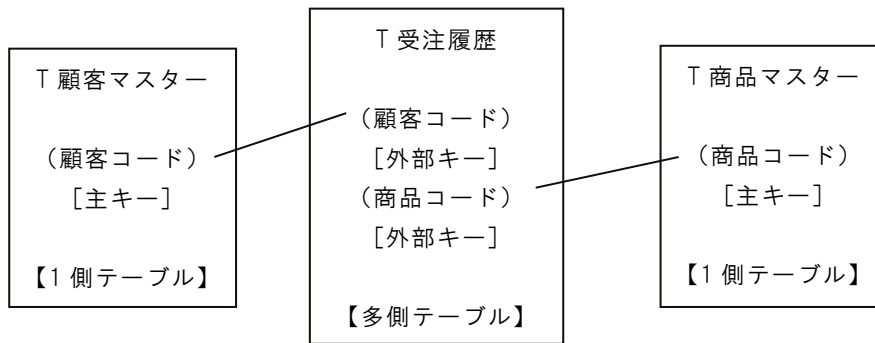 T 顧客マスター
（顧客コード）
［主キー］
【1 側テーブル】
T 受注履歴
（顧客コード）
［外部キー］
（商品コード）
［外部キー］
【多側テーブル】
T 商品マスター
（商品コード）
［主キー］
【1 側テーブル】